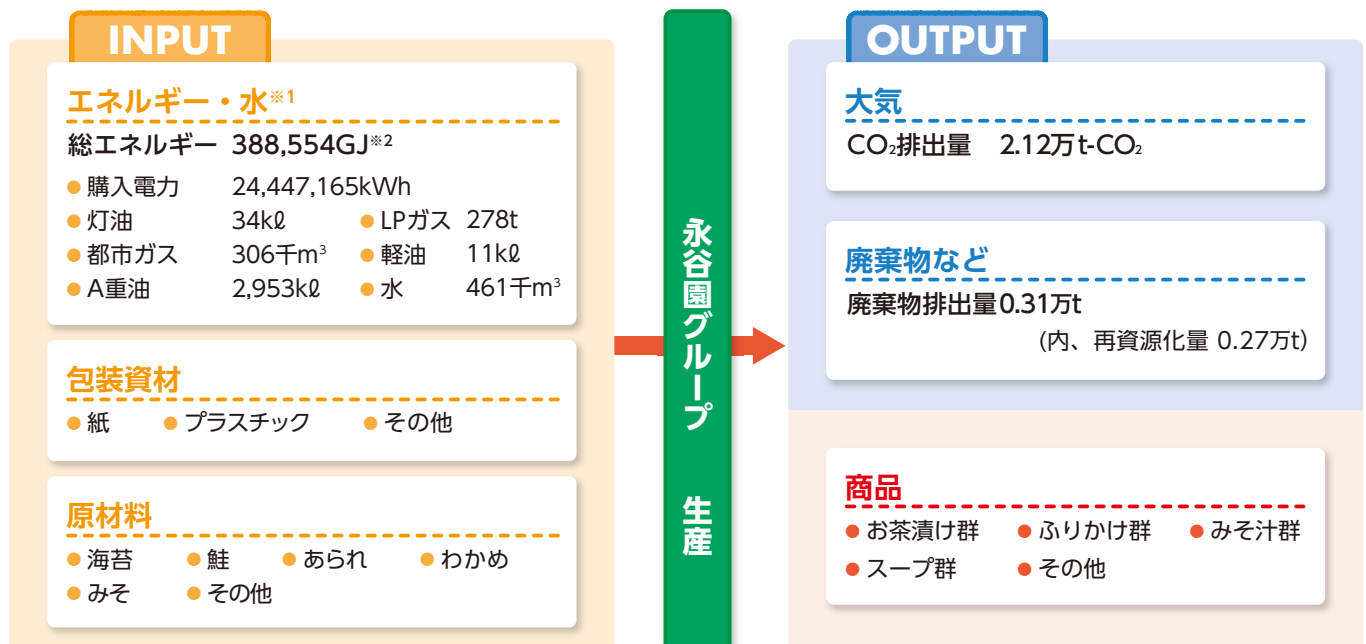 INPUT
エネルギー・水※1
総エネルギー 388,554GJ※2
●購入電力 24,447,165kWh
●灯油 34kℓ ●LPガス 278t
●都市ガス 306千m³ ●軽油 11kℓ
●A重油 2,953kℓ ●水 461千m³
包装資材
●紙 ●プラスチック ●その他
原材料
●海苔 ●鮭 ●あられ ●わかめ
●みそ ●その他
永谷園グループ 生産
OUTPUT
大気
CO₂排出量 2.12万t-CO₂
廃棄物など
廃棄物排出量0.31万t
(内、再資源化量 0.27万t)
商品
●お茶漬け群 ●ふりかけ群 ●みそ汁群
●スープ群 ●その他